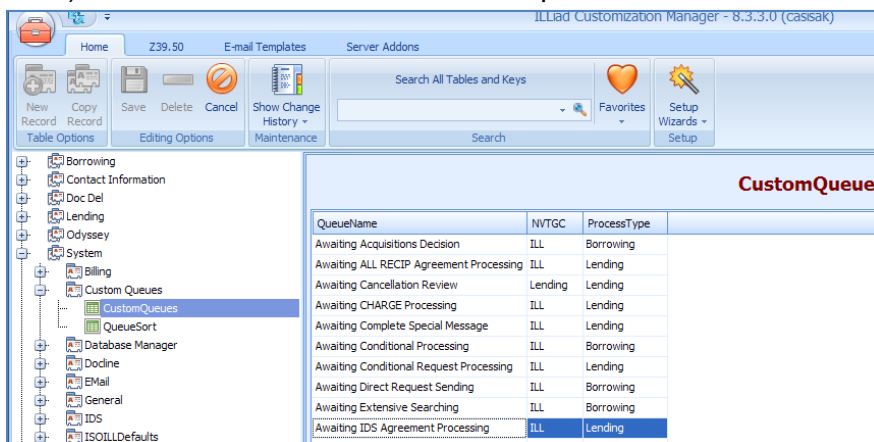 ILLiad Customization Manager - 8.3.3.0 (casisak)
Home Z39.50 E-mail Templates Server Addons
Search All Tables and Keys
New Record Copy Record Save Delete Cancel Show Change History Favorites Setup Wizards
Table Options Editing Options Maintenance Search Setup
Borrowing
Contact Information
Doc Del
Lending
Odyssey
System
Billing
Custom Queues
CustomQueues
QueueSort
Database Manager
Docline
EMail
General
IDS
ISOILLDefaults
CustomQueue
QueueName NVTGC ProcessType
Awaiting Acquisitions Decision ILL Borrowing
Awaiting ALL RECIP Agreement Processing ILL Lending
Awaiting Cancellation Review Lending Lending
Awaiting CHARGE Processing ILL Lending
Awaiting Complete Special Message ILL Lending
Awaiting Conditional Processing ILL Borrowing
Awaiting Conditional Request Processing ILL Lending
Awaiting Direct Request Sending ILL Borrowing
Awaiting Extensive Searching ILL Borrowing
Awaiting IDS Agreement Processing ILL Lending